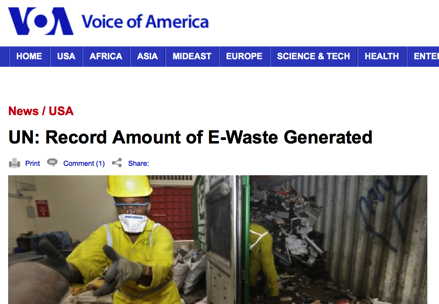 VOA Voice of America
HOME USA AFRICA ASIA MIDEAST EUROPE SCIENCE & TECH HEALTH ENTE
News / USA
UN: Record Amount of E-Waste Generated
Print Comment (1) Share: